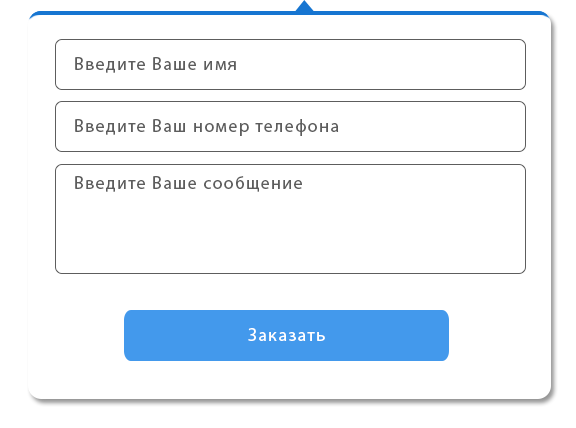 Введите Ваше имя
Введите Ваш номер телефона
Введите Ваше сообщение
Заказать